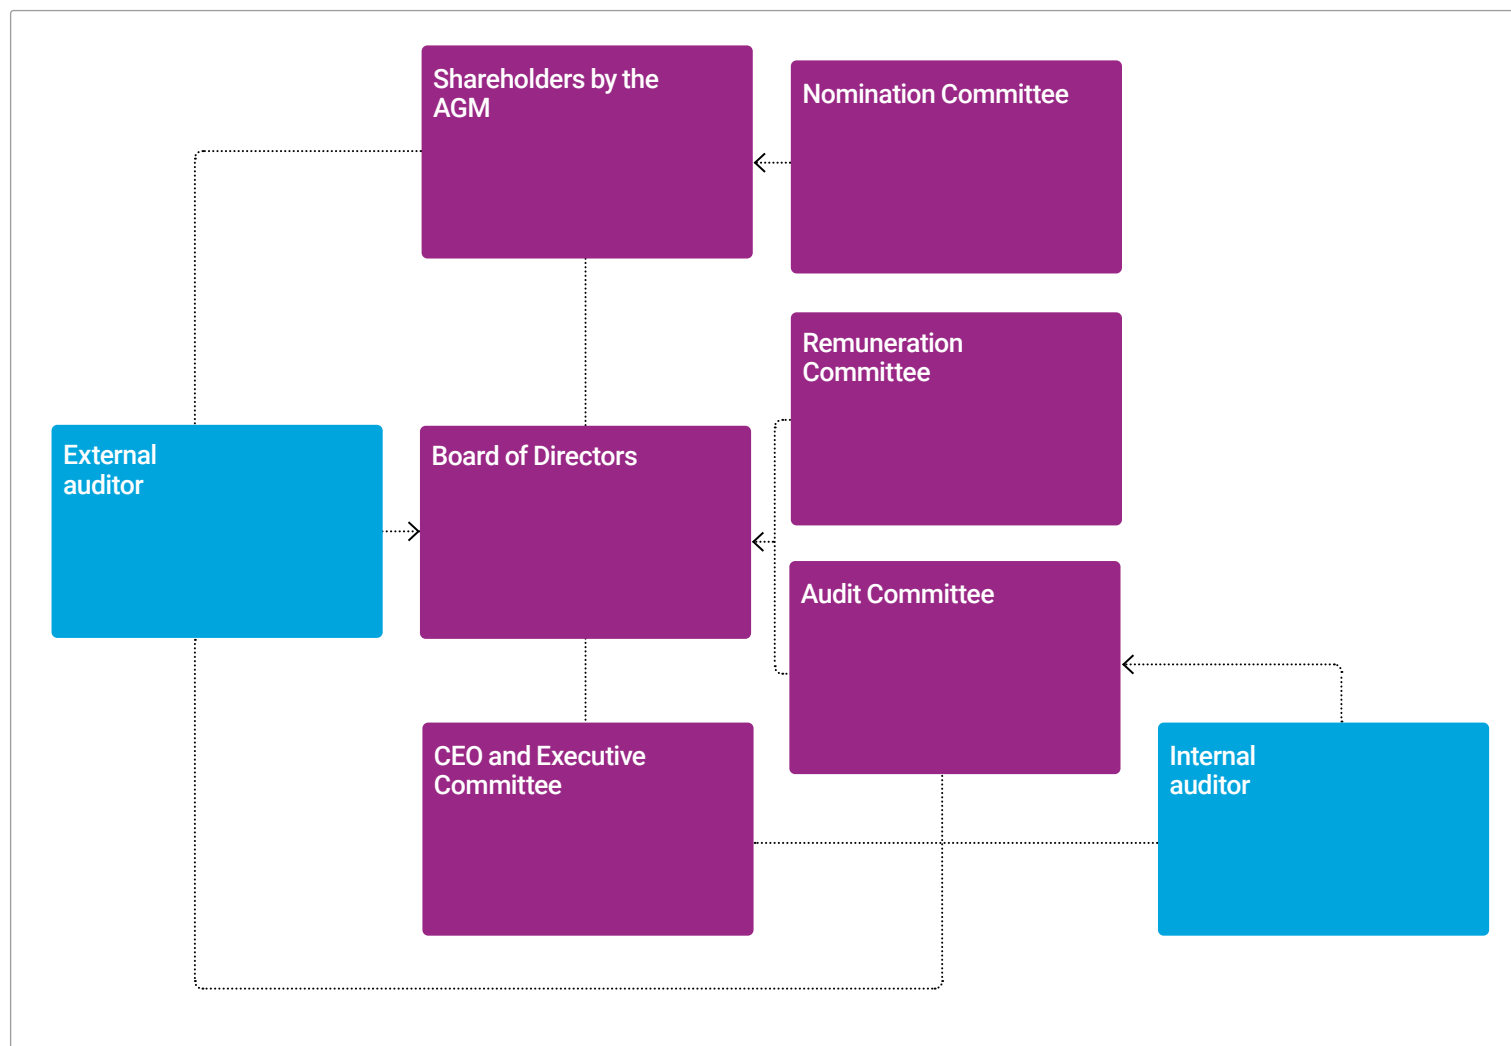 Shareholders by the
AGM
Nomination Committee
Remuneration
Committee
External
auditor
Board of Directors
Audit Committee
CEO and Executive
Committee
Internal
auditor